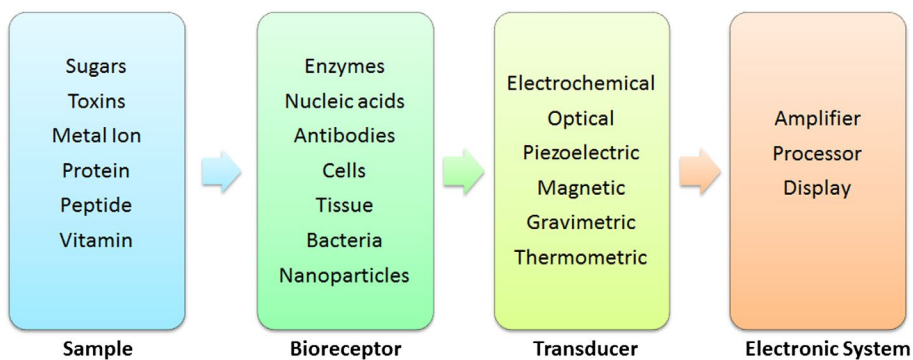 Sugars
Toxins
Metal Ion
Protein
Peptide
Vitamin
Sample
Enzymes
Nucleic acids
Antibodies
Cells
Tissue
Bacteria
Nanoparticles
Bioreceptor
Electrochemical
Optical
Piezoelectric
Magnetic
Gravimetric
Thermometric
Transducer
Amplifier
Processor
Display
Electronic System